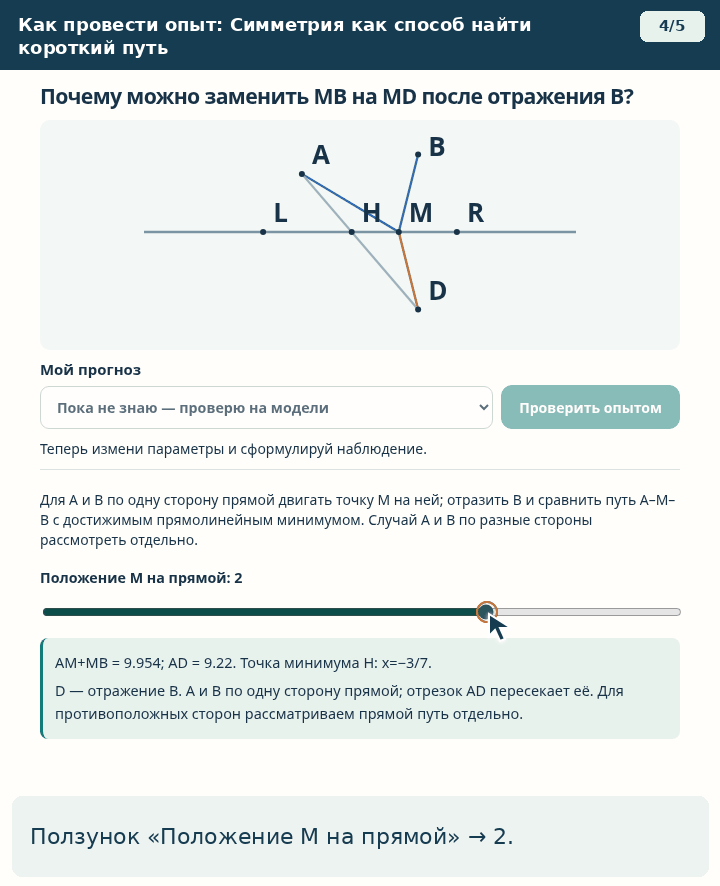 Как провести опыт: Симметрия как способ найти
короткий путь
4/5
Почему можно заменить MB на MD после отражения B?
A
B
L
H
M
R
D
Мой прогноз
Пока не знаю — проверю на модели
Проверить опытом
Теперь измени параметры и сформулируй наблюдение.
Для A и B по одну сторону прямой двигать точку M на ней; отразить B и сравнить путь A–M–
B с достижимым прямолинейным минимумом. Случай A и B по разные стороны
рассмотреть отдельно.
Положение M на прямой: 2
AM+MB = 9.954; AD = 9.22. Точка минимума H: x=−3/7.
D — отражение B. A и B по одну сторону прямой; отрезок AD пересекает её. Для
противоположных сторон рассматриваем прямой путь отдельно.
Ползунок «Положение M на прямой» → 2.